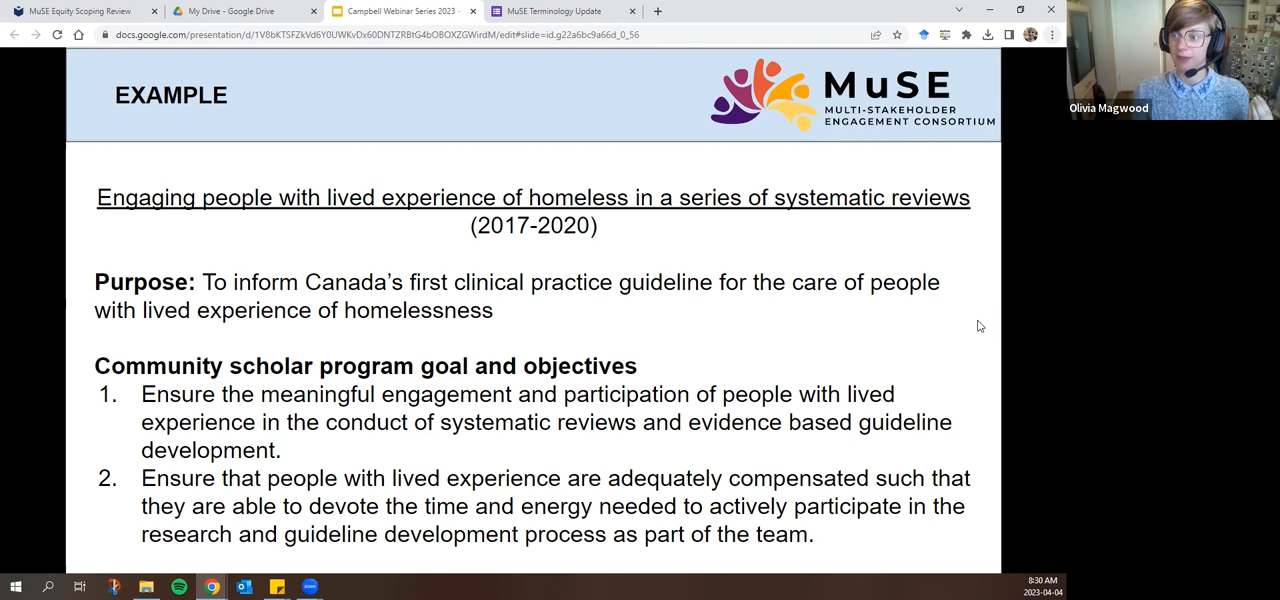 MuSE Equity Scoping Review
My Drive - Google Drive
Campbell Webinar Series 2023 -
MuSE Terminology Update
docs.google.com/presentation/d/1V8bKTSFZkVd6Y0UWKvDx60DNTZRBtG4bOBOXZGWirdM/edit#slide=id.g22a6bc9a66d_0_56
EXAMPLE
MuSE
MULTI-STAKEHOLDER
ENGAGEMENT CONSORTIUM
Olivia Magwood
Engaging people with lived experience of homeless in a series of systematic reviews
(2017-2020)
Purpose: To inform Canada’s first clinical practice guideline for the care of people
with lived experience of homelessness
Community scholar program goal and objectives
1. Ensure the meaningful engagement and participation of people with lived
experience in the conduct of systematic reviews and evidence based guideline
development.
2. Ensure that people with lived experience are adequately compensated such that
they are able to devote the time and energy needed to actively participate in the
research and guideline development process as part of the team.
8:30 AM
2023-04-04